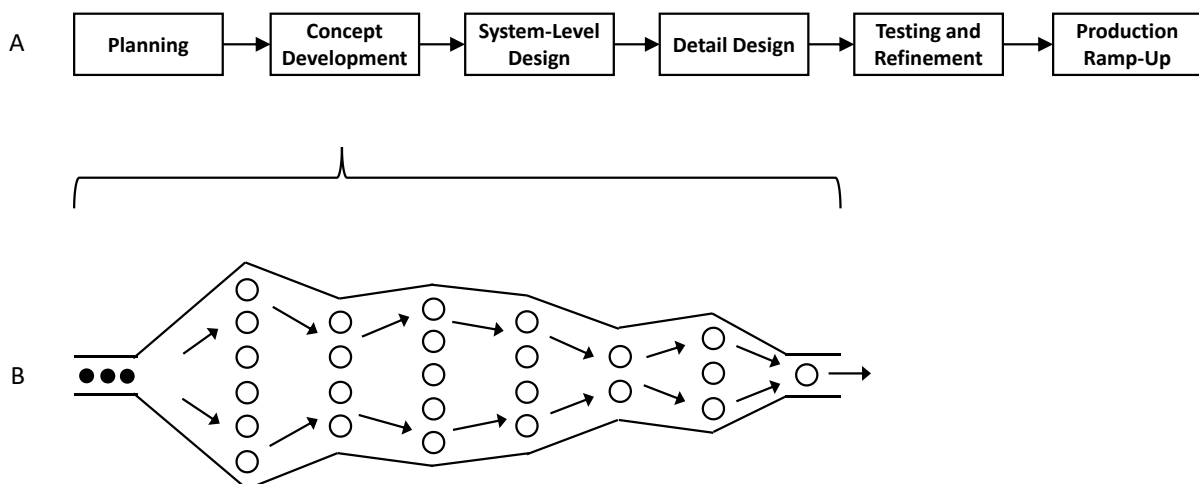 A
Planning
Concept
Development
System-Level
Design
Detail Design
Testing and
Refinement
Production
Ramp-Up
B